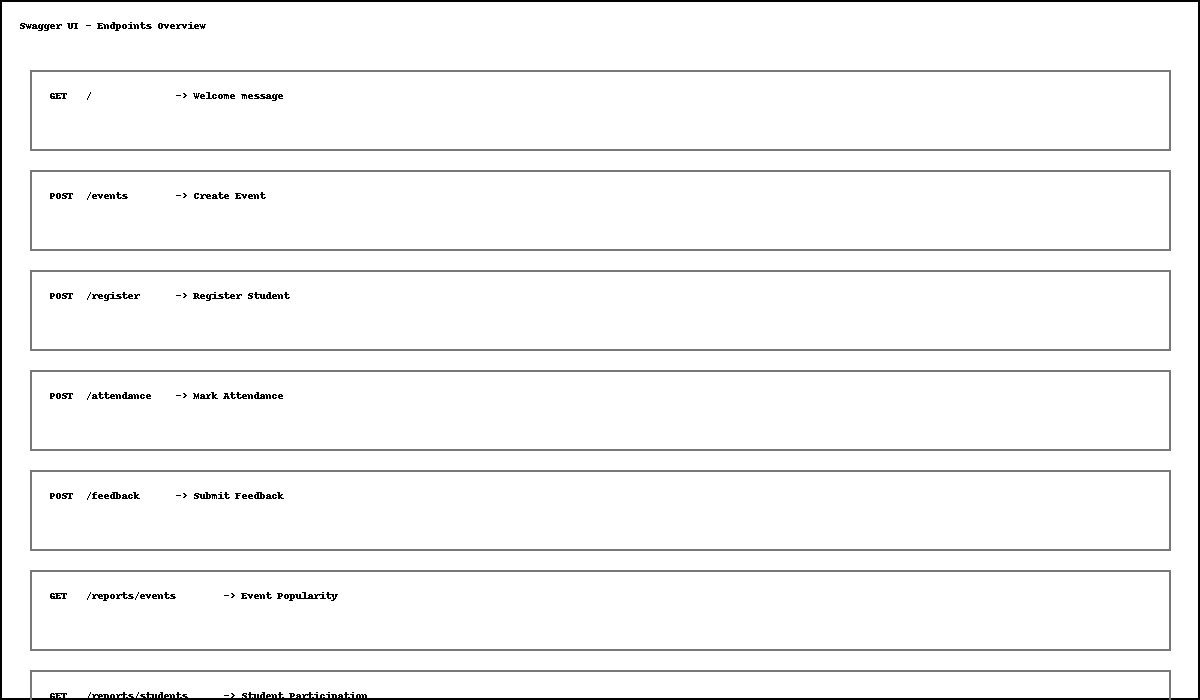 Swagger UI - Endpoints Overview
GET / -> Welcome message
POST /events -> Create Event
POST /register -> Register Student
POST /attendance -> Mark Attendance
POST /feedback -> Submit Feedback
GET /reports/events -> Event Popularity
GET /reports/students -> Student Participation